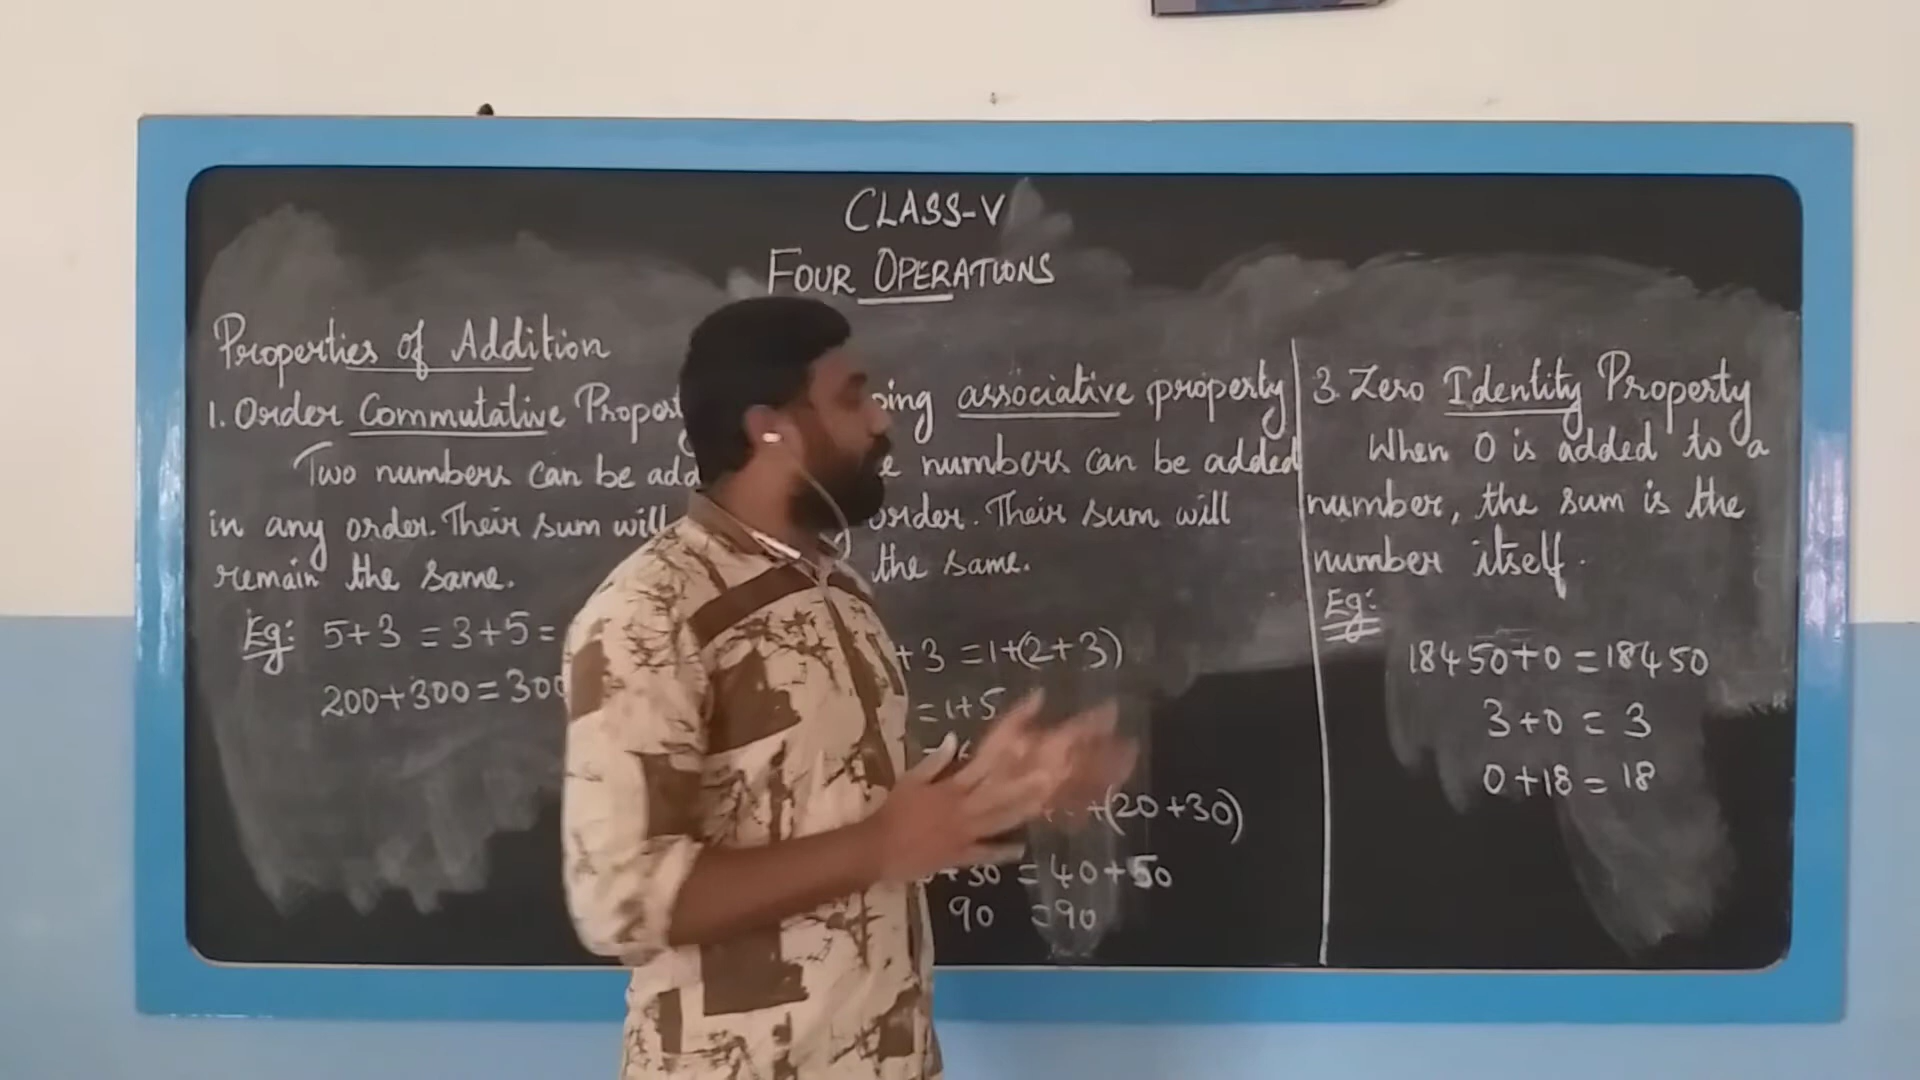 CLASS-V
FOUR OPERATIONS
Properties of Addition
1. Order Commutative
Two numbers can be
in any order. Their sum will
remain the same.
Eg: 5+3 = 3+5 =
200+300 = 300
associative property
numbers can be added
order. Their sum will
the same.
+ 3 = 1+(2+3)
= 1+5
+(20+30)
+30 = 40+50
90 = 90
3. Zero Identity Property
When 0 is added to a
number, the sum is the
number itself.
Eg:
18450+0 = 18450
3+0 = 3
0+18 = 18